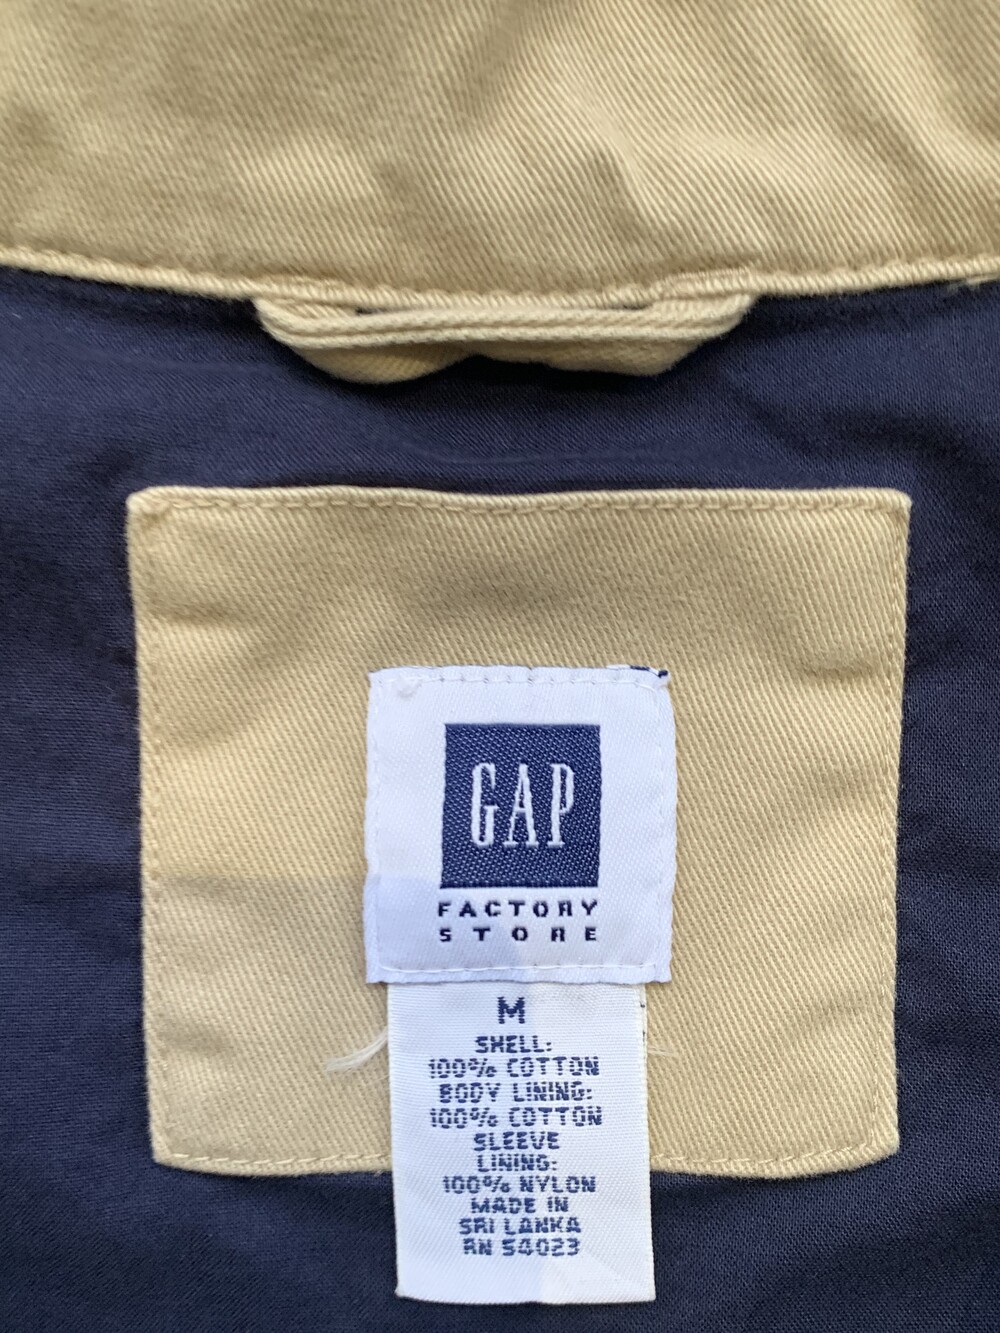 GAP
FACTORY
STORE
M
SHELL:
100% COTTON
BODY LINING:
100% COTTON
SLEEVE
LINING:
100% NYLON
MADE IN
SRI LANKA
RN 54023